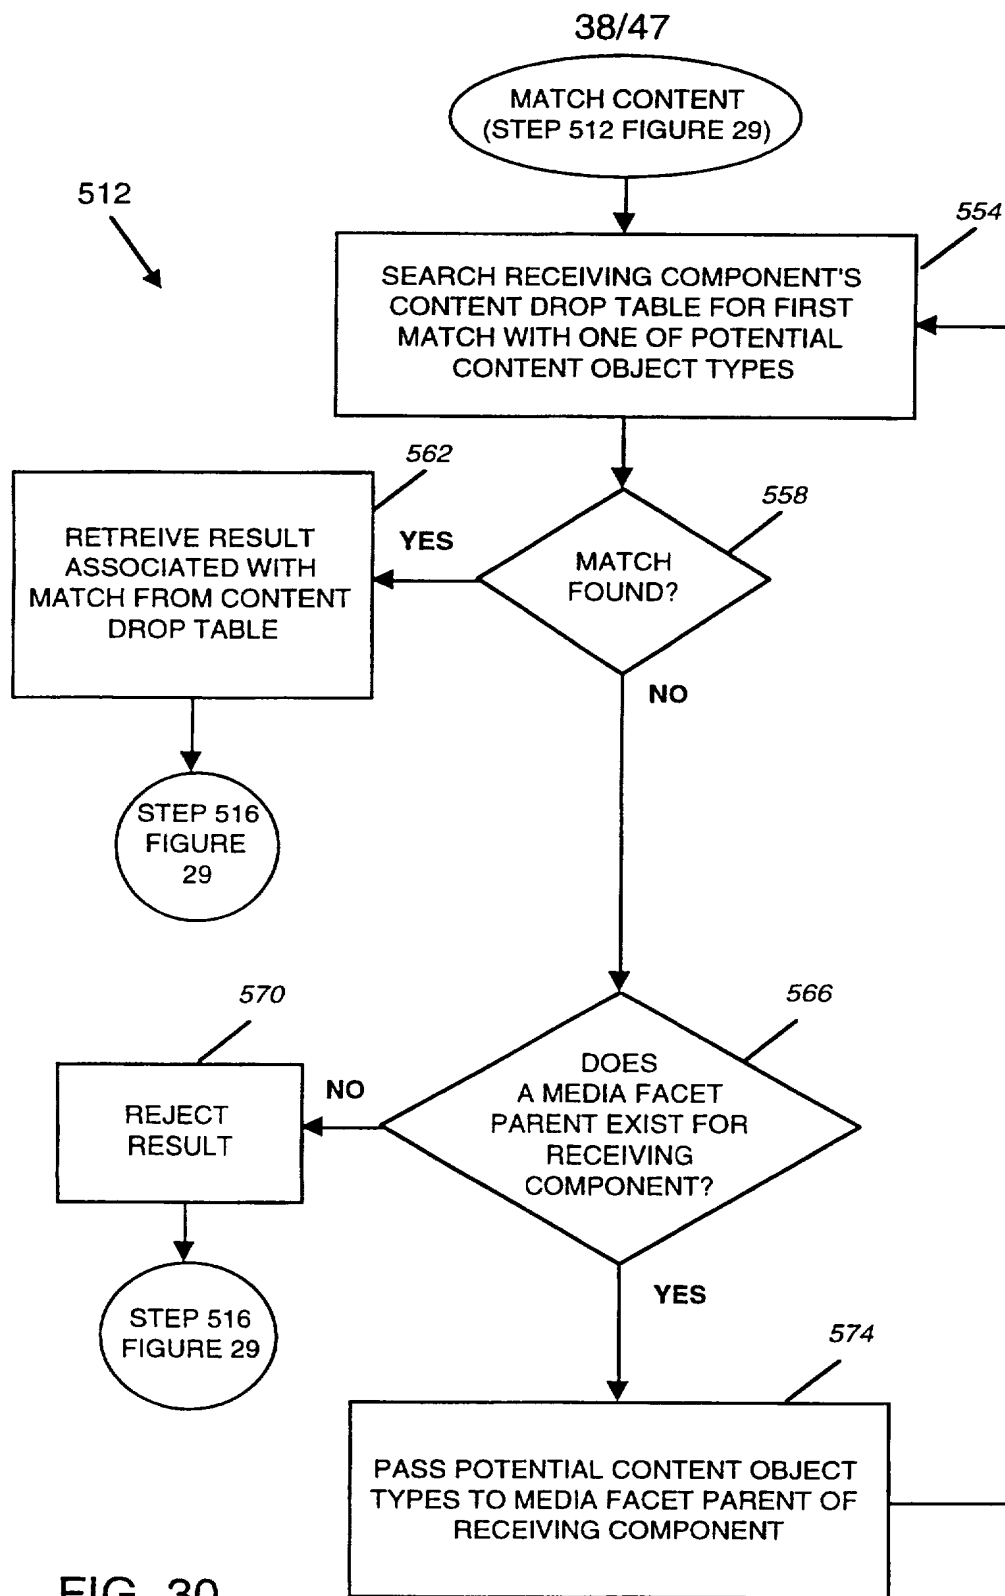 38/47
MATCH CONTENT
(STEP 512 FIGURE 29)
512
554
SEARCH RECEIVING COMPONENT'S
CONTENT DROP TABLE FOR FIRST
MATCH WITH ONE OF POTENTIAL
CONTENT OBJECT TYPES
562
558
RETREIVE RESULT
ASSOCIATED WITH
MATCH FROM CONTENT
DROP TABLE
YES
MATCH
FOUND?
NO
STEP 516
FIGURE
29
570
566
REJECT
RESULT
NO
DOES
A MEDIA FACET
PARENT EXIST FOR
RECEIVING
COMPONENT?
STEP 516
FIGURE 29
YES
574
PASS POTENTIAL CONTENT OBJECT
TYPES TO MEDIA FACET PARENT OF
RECEIVING COMPONENT
FIG. 30